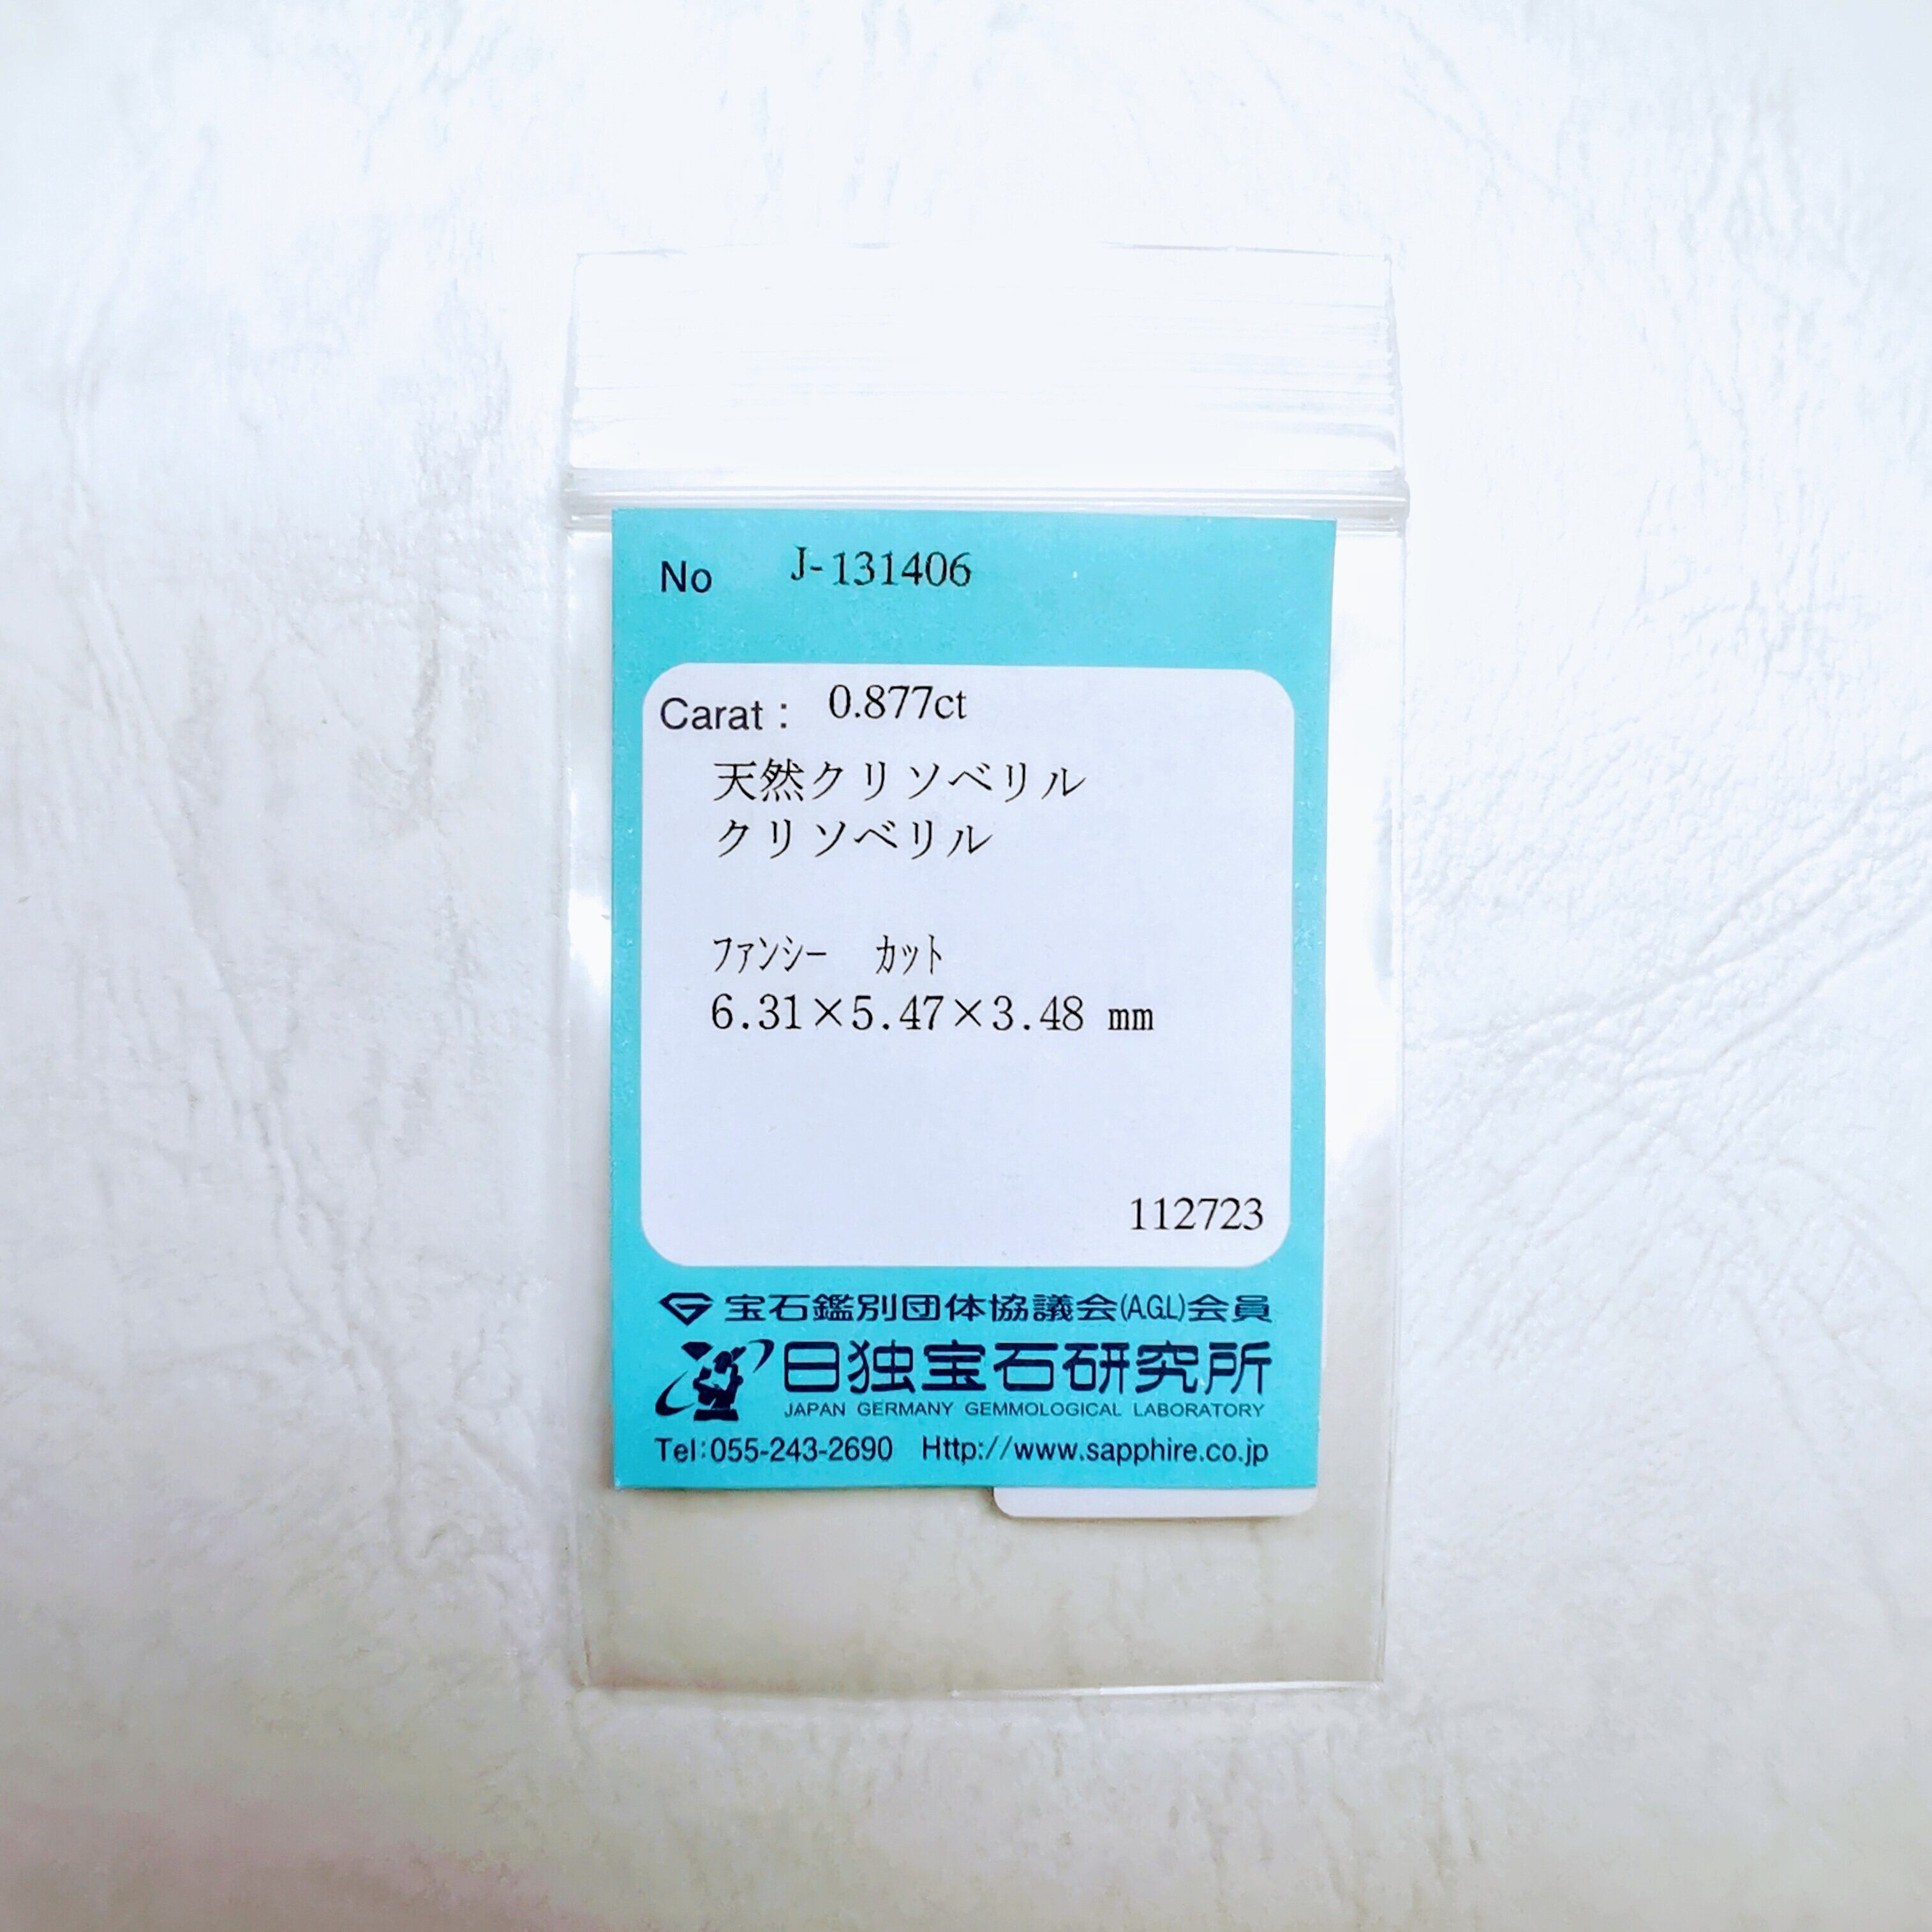 No J-131406
Carat： 0.877ct
天然クリソベリル
クリソベリル
ﾌｧﾝｼｰ ｶｯﾄ
6.31×5.47×3.48 mm
112723
宝石鑑別団体協議会(A.G.L)会員
日独宝石研究所
JAPAN GERMANY GEMMOLOGICAL LABORATORY
Tel:055-243-2690 Http://www.sapphire.co.jp